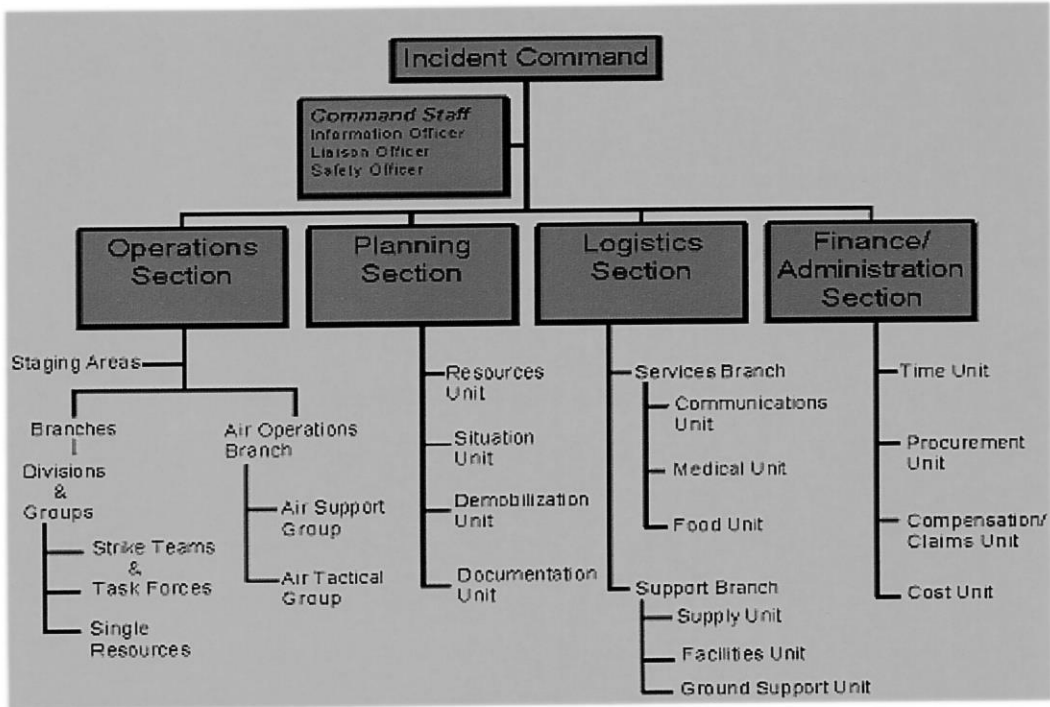 Incident Command
Command Staff
Information Officer
Liaison Officer
Safety Officer
Operations
Section
Planning
Section
Logistics
Section
Finance/
Administration
Section
Staging Areas
Branches
Divisions
&
Groups
Strike Teams
&
Task Forces
Single
Resources
Air Operations
Branch
Air Support
Group
Air Tactical
Group
Resources
Unit
Situation
Unit
Demobilization
Unit
Documentation
Unit
Services Branch
Communications
Unit
Medical Unit
Food Unit
Support Branch
Supply Unit
Facilities Unit
Ground Support Unit
Time Unit
Procurement
Unit
Compensation/
Claims Unit
Cost Unit